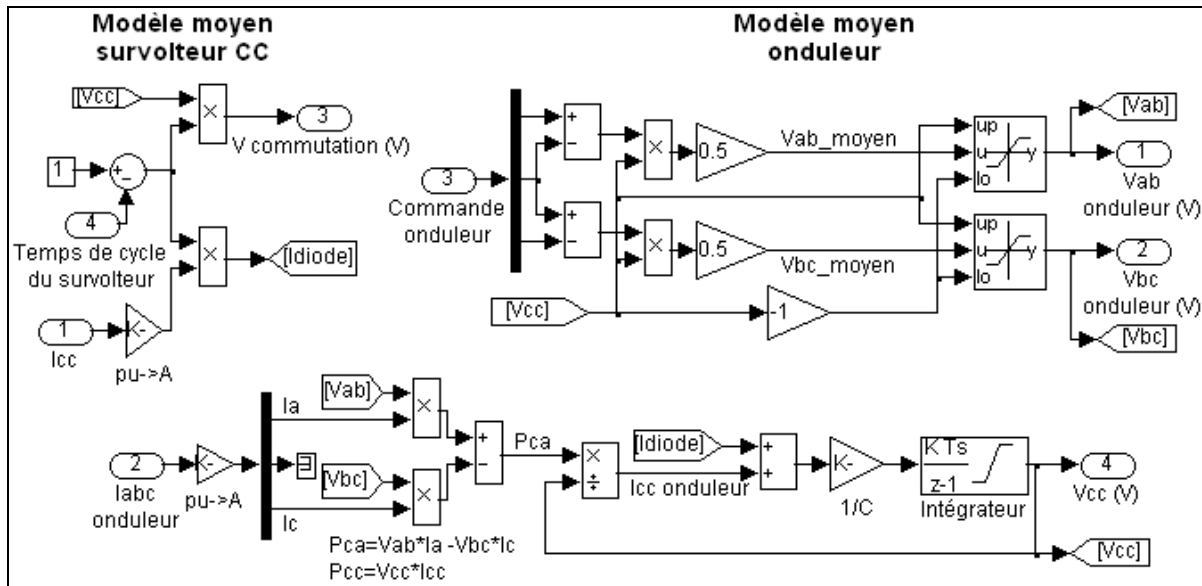 Modèle moyen
survolteur CC
[Vcc]
×
3
V commutation (V)
1
+
−
4
Temps de cycle
du survolteur
×
[Idiode]
1
Icc
K-
pu->A
Modèle moyen
onduleur
3
Commande
onduleur
+
−
×
0.5
Vab_moyen
up
u
lo
y
[Vab]
1
Vab
onduleur (V)
+
−
×
0.5
Vbc_moyen
up
u
lo
y
2
Vbc
onduleur (V)
[Vcc]
-1
[Vbc]
2
Iabc
onduleur
K-
pu->A
Ia
Ic
[Vab]
×
[Vbc]
×
+
−
Pca
Pca=Vab*Ia -Vbc*Ic
Pcc=Vcc*Icc
×
÷
Icc onduleur
[Idiode]
+
+
K-
1/C
K Ts
z-1
Intégrateur
4
Vcc (V)
[Vcc]